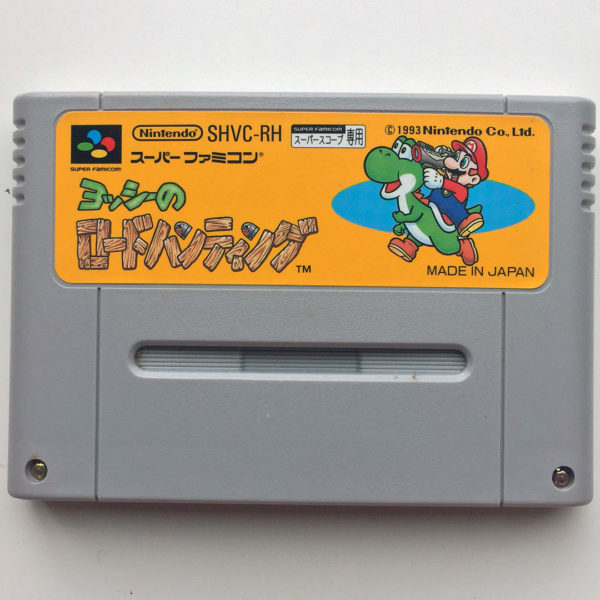 Nintendo SHVC-RH SUPER FAMICOM スーパースコープ 専用 © 1993 Nintendo Co., Ltd.
SUPER FAMICOM スーパーファミコン®
ヨッシーの
ロードハンティング TM
MADE IN JAPAN